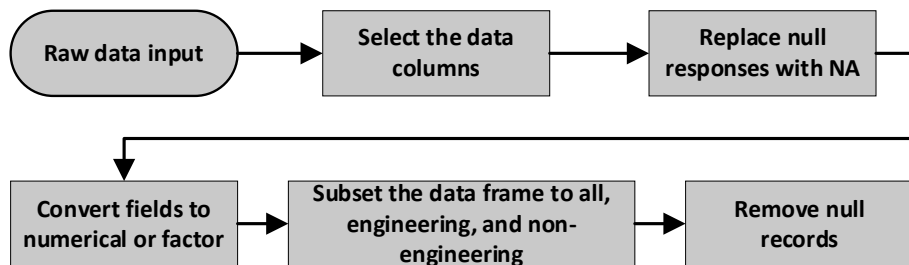 Raw data input
Select the data
columns
Replace null
responses with NA
Convert fields to
numerical or factor
Subset the data frame to all,
engineering, and non-
engineering
Remove null
records